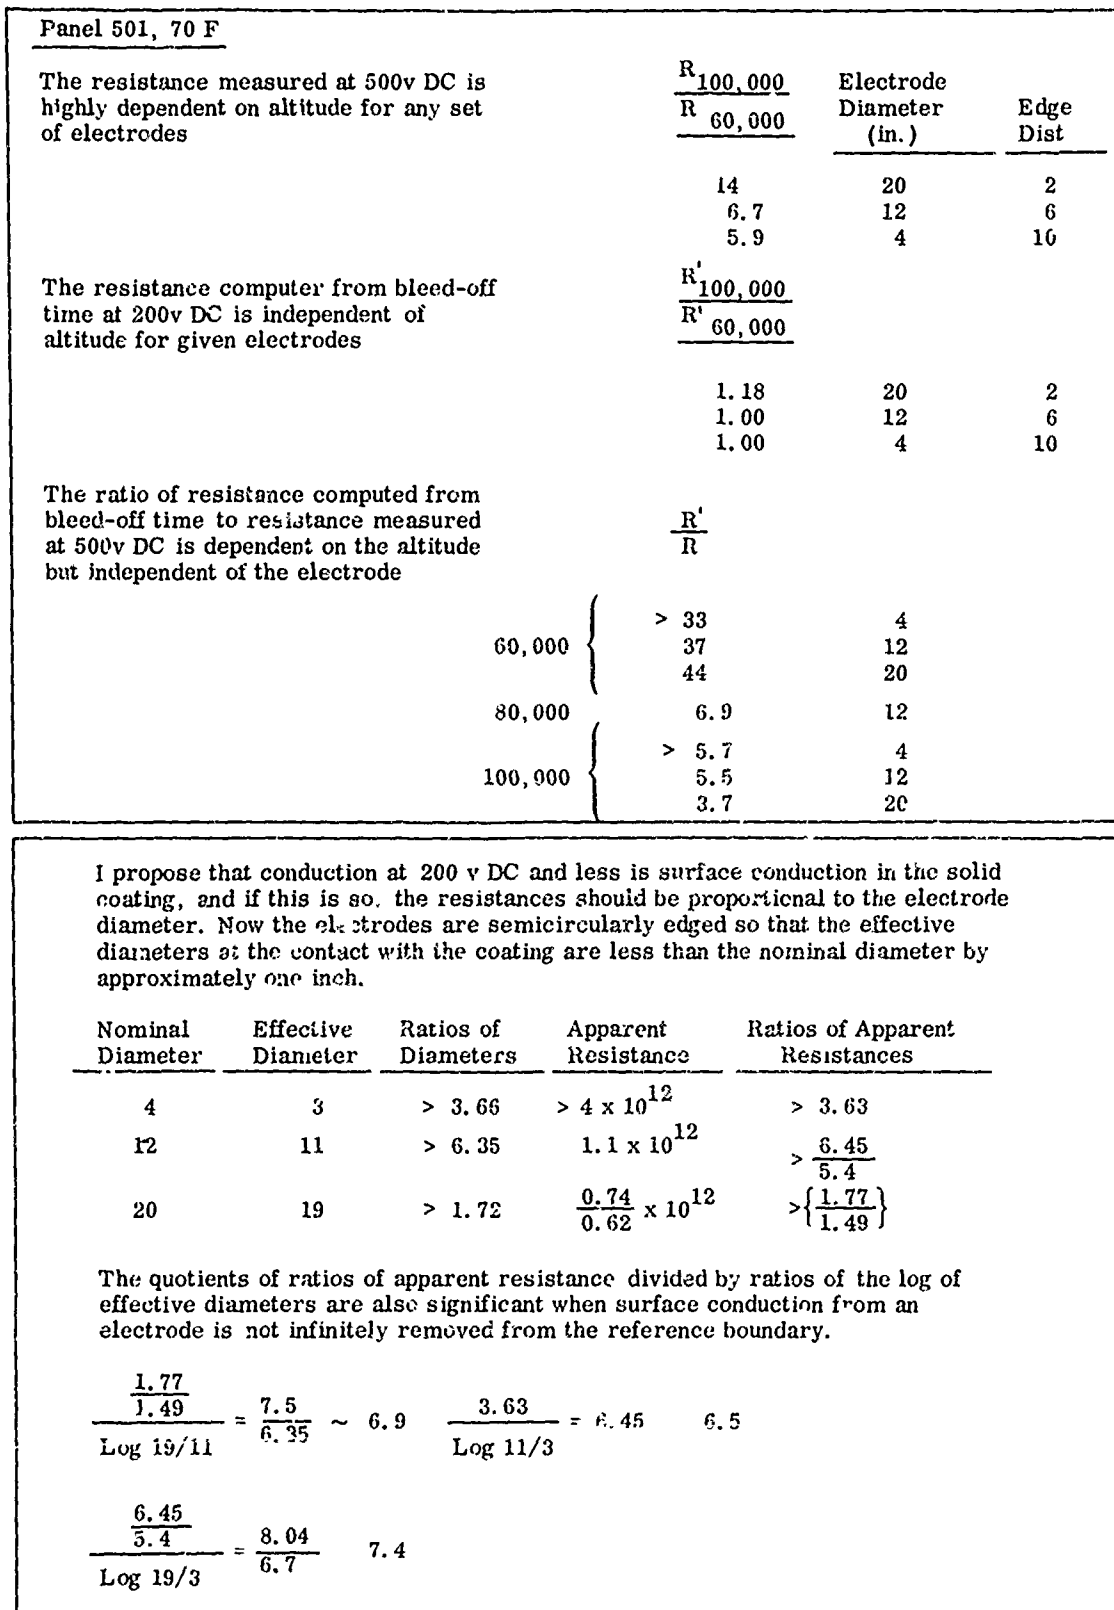 Panel 501, 70 F
The resistance measured at 500v DC is
highly dependent on altitude for any set
of electrodes
R 100,000
R 60,000
Electrode
Diameter
(in.)
Edge
Dist
14 20 2
6.7 12 6
5.9 4 10
The resistance computer from bleed-off
time at 200v DC is independent of
altitude for given electrodes
R' 100,000
R' 60,000
1.18 20 2
1.00 12 6
1.00 4 10
The ratio of resistance computed from
bleed-off time to resistance measured
at 500v DC is dependent on the altitude
but independent of the electrode
R'
R
60,000
> 33 4
37 12
44 20
80,000 6.9 12
100,000
> 5.7 4
5.5 12
3.7 20
I propose that conduction at 200 v DC and less is surface conduction in the solid
coating, and if this is so, the resistances should be proportional to the electrode
diameter. Now the electrodes are semicircularly edged so that the effective
diameters at the contact with the coating are less than the nominal diameter by
approximately one inch.
Nominal Effective Ratios of Apparent Ratios of Apparent
Diameter Diameter Diameters Resistance Resistances
4 3 > 3.66 > 4 x 10^12 > 3.63
12 11 > 6.35 1.1 x 10^12 > 6.45
5.4
20 19 > 1.72 0.74 x 10^12 > {1.77
0.62 1.49}
The quotients of ratios of apparent resistance divided by ratios of the log of
effective diameters are also significant when surface conduction from an
electrode is not infinitely removed from the reference boundary.
1.77
1.49
Log 19/11
= 7.5
6.35
~ 6.9
3.63
Log 11/3
= 6.45 6.5
6.45
5.4
Log 19/3
= 8.04
6.7
7.4